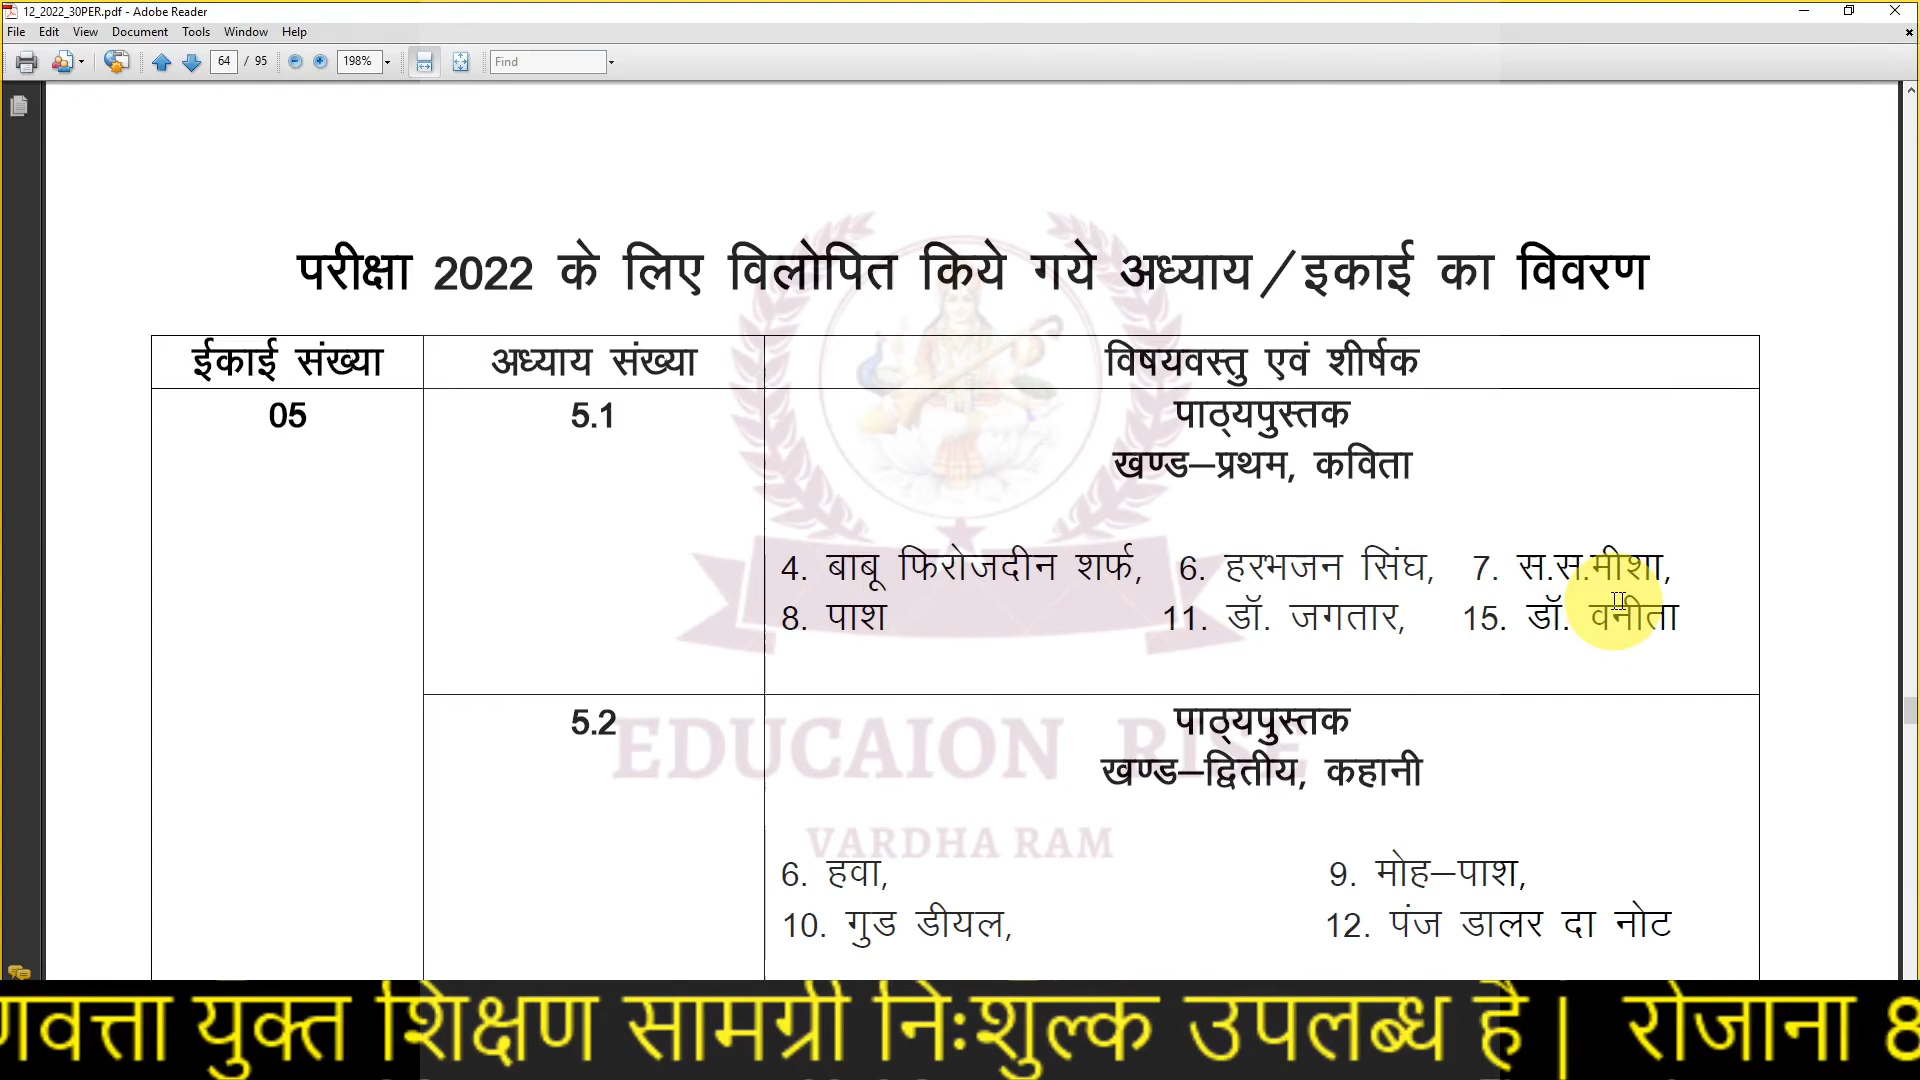 12_2022_30PER.pdf - Adobe Reader
File Edit View Document Tools Window Help
64 / 95 198% Find
परीक्षा 2022 के लिए विलोपित किये गये अध्याय/इकाई का विवरण
ईकाई संख्या अध्याय संख्या विषयवस्तु एवं शीर्षक
05 5.1 पाठ्यपुस्तक
खण्ड—प्रथम, कविता
4. बाबू फिरोजदीन शर्फ, 6. हरभजन सिंघ, 7. स.स.मीशा,
8. पाश 11. डॉ. जगतार, 15. डॉ. वनीता
5.2 पाठ्यपुस्तक
खण्ड—द्वितीय, कहानी
EDUCAION RISE
VARDHA RAM
6. हवा, 9. मोह—पाश,
10. गुड डीयल, 12. पंज डालर दा नोट
णवत्ता युक्त शिक्षण सामग्री निःशुल्क उपलब्ध है| रोजाना 8